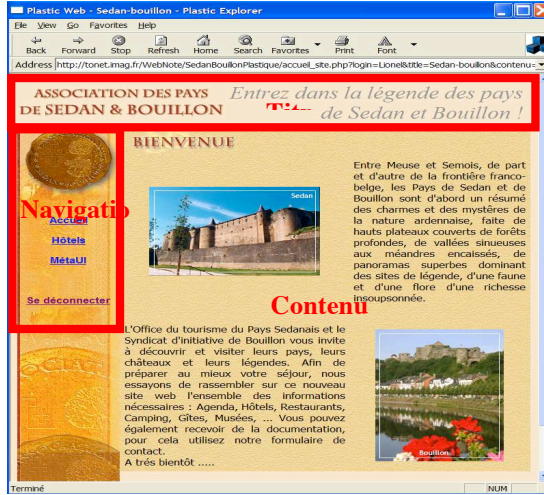 Plastic Web - Sedan-bouillon - Plastic Explorer
File View Go Favorites Help
Back Forward Stop Refresh Home Search Favorites Print Font
Address http://tonet.imag.fr/WebNote/SedanBouillonPlastique/accueil_site.php?login=Lionel&title=Sedan-bouillon&contenu=
ASSOCIATION DES PAYS
DE SEDAN & BOUILLON
Entrez dans la légende des pays
de Sedan et Bouillon !
BIENVENUE
Navigatio
Accueil
Hôtels
MétaUI
Se déconnecter
Sedan
Entre Meuse et Semois, de part
et d'autre de la frontière franco-
belge, les Pays de Sedan et de
Bouillon sont d'abord un résumé
des charmes et des mystères de
la nature ardennaise, faite de
hauts plateaux couverts de forêts
profondes, de vallées sinueuses
aux méandres encaissés, de
panoramas superbes dominant
des sites de légende, d'une faune
et d'une flore d'une richesse
insoupsonnée.
Contenu
L'Office du tourisme du Pays Sedanais et le
Syndicat d'initiative de Bouillon vous invite
à découvrir et visiter leurs pays, leurs
châteaux et leurs légendes. Afin de
préparer au mieux votre séjour, nous
essayons de rassembler sur ce nouveau
site web l'ensemble des informations
nécessaires : Agenda, Hôtels, Restaurants,
Camping, Gîtes, Musées, ... Vous pouvez
également recevoir de la documentation,
pour cela utilisez notre formulaire de
contact.
A trés bientôt .....
Bouillon
Terminé
NUM